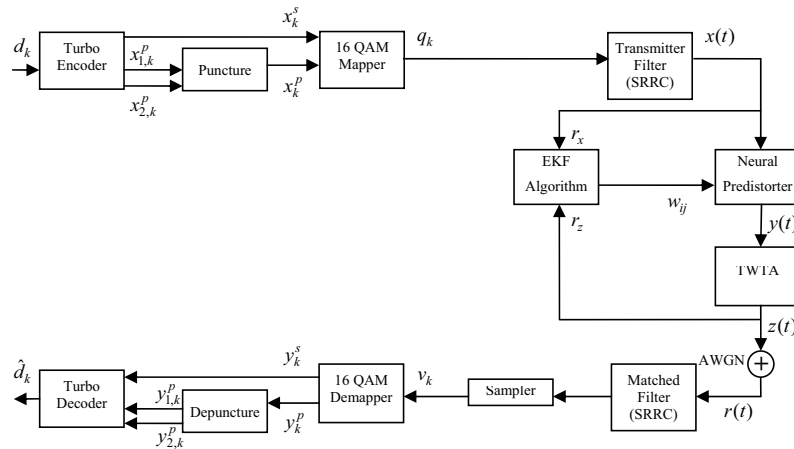 d_k
Turbo
Encoder
x_k^s
x_{1,k}^p
x_{2,k}^p
Puncture
x_k^p
16 QAM
Mapper
q_k
Transmitter
Filter
(SRRC)
x(t)
r_x
EKF
Algorithm
r_z
w_{ij}
Neural
Predistorter
y(t)
TWTA
z(t)
AWGN
+
r(t)
Matched
Filter
(SRRC)
Sampler
v_k
16 QAM
Demapper
y_k^s
y_k^p
Depuncture
y_{1,k}^p
y_{2,k}^p
Turbo
Decoder
\hat{d}_k